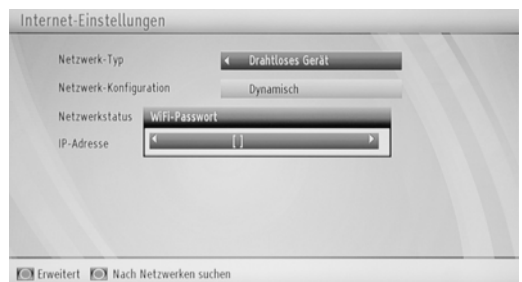 Internet-Einstellungen
Netzwerk-Typ Drahtloses Gerät
Netzwerk-Konfiguration Dynamisch
Netzwerkstatus WiFi-Passwort
IP-Adresse [ ]
Erweitert Nach Netzwerken suchen